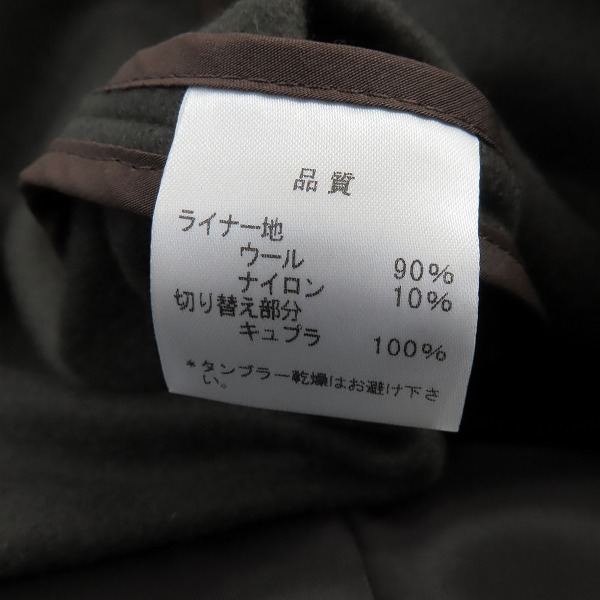 品質
ライナー地
ウール 90%
ナイロン 10%
切り替え部分
キュプラ 100%
*タンブラー乾燥はお避け下さ
い。